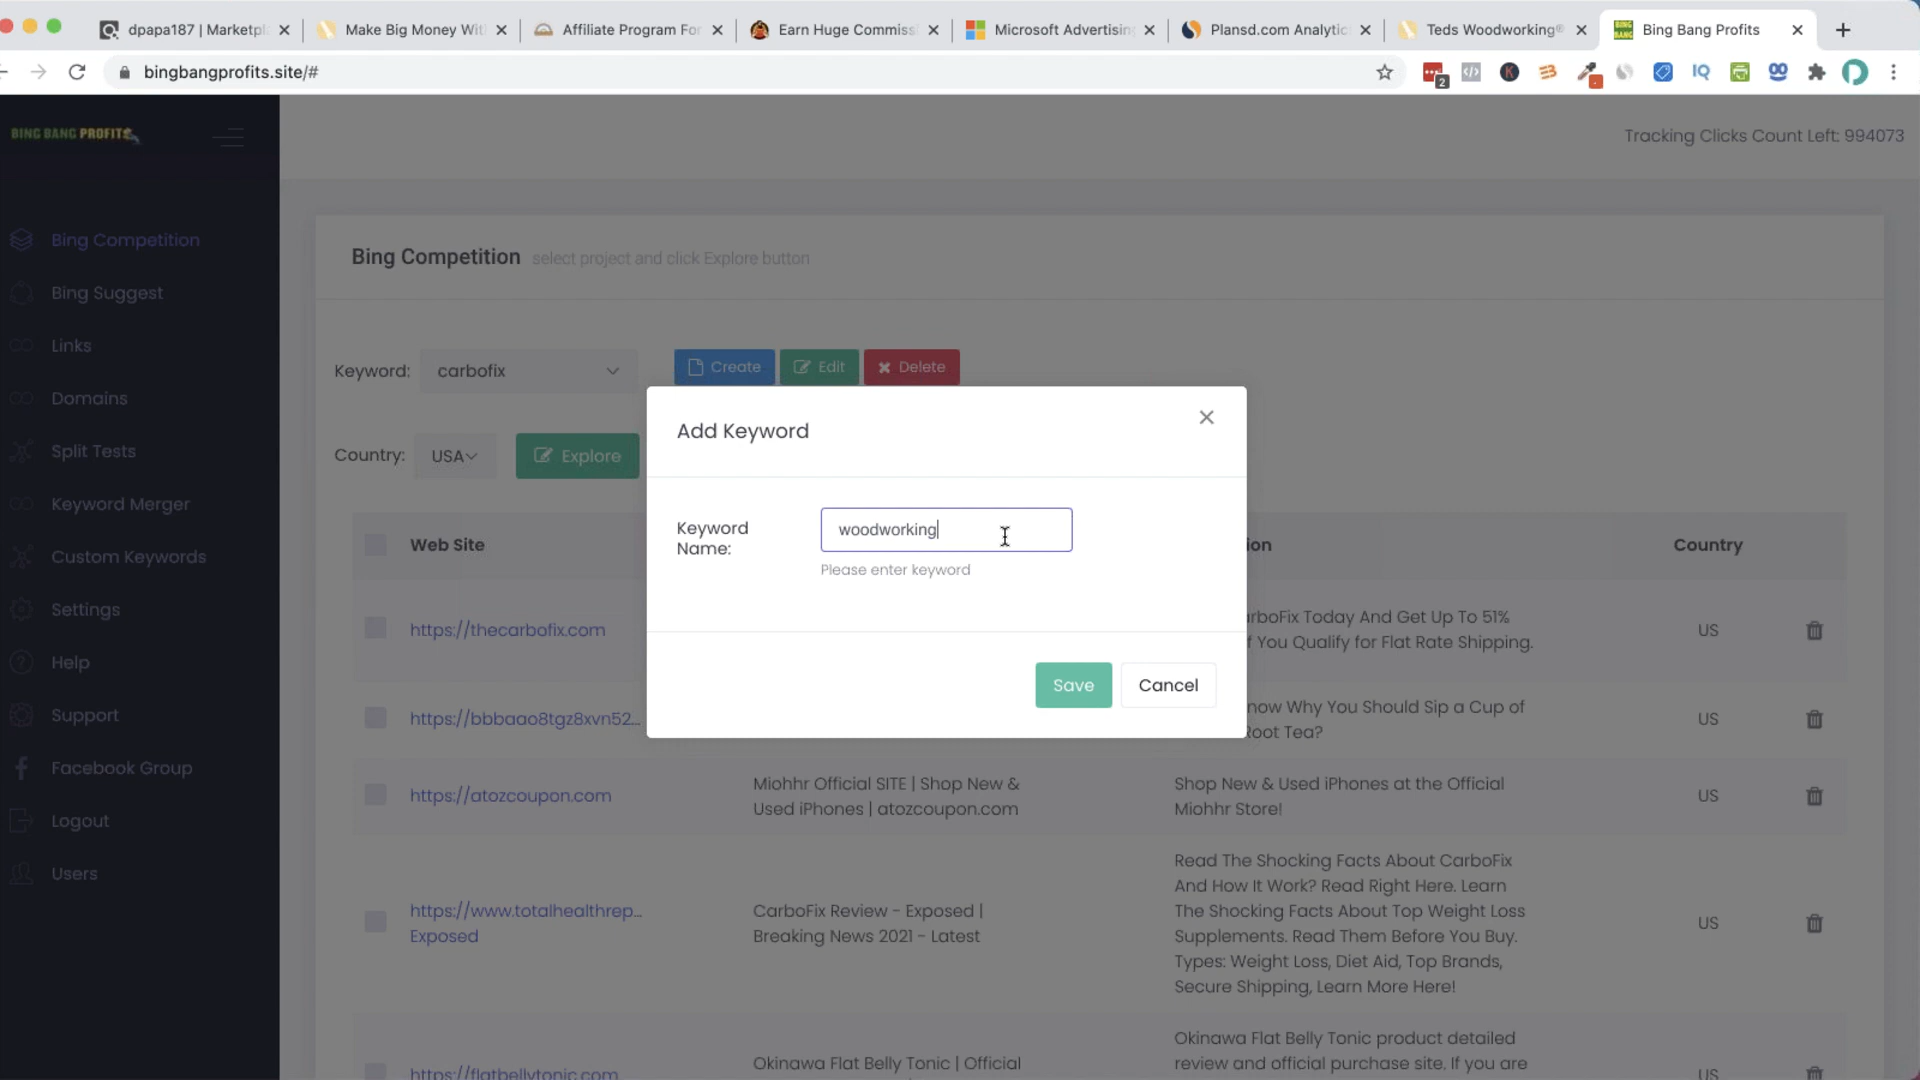 dpapa187 | Marketpl
Make Big Money Wit
Affiliate Program For
Earn Huge Commiss
Microsoft Advertising
Plansd.com Analytic
Teds Woodworking®
Bing Bang Profits
bingbangprofits.site/#
2
IQ
BING BANG PROFITS
Tracking Clicks Count Left: 994073
Bing Competition
Bing Suggest
Links
Domains
Split Tests
Keyword Merger
Custom Keywords
Settings
Help
Support
Facebook Group
Logout
Users
Bing Competition select project and click Explore button
Keyword: carbofix
Create
Edit
Delete
Country: USA
Explore
Add Keyword
Keyword Name:
woodworking
Please enter keyword
Save
Cancel
Web Site
ion
Country
https://thecarbofix.com
rboFix Today And Get Up To 51%
f You Qualify for Flat Rate Shipping.
US
https://bbbaao8tgz8xvn52...
now Why You Should Sip a Cup of
Root Tea?
US
https://atozcoupon.com
Miohhr Official SITE | Shop New &
Used iPhones | atozcoupon.com
Shop New & Used iPhones at the Official
Miohhr Store!
US
https://www.totalhealthrep...
Exposed
CarboFix Review - Exposed |
Breaking News 2021 - Latest
Read The Shocking Facts About CarboFix
And How It Work? Read Right Here. Learn
The Shocking Facts About Top Weight Loss
Supplements. Read Them Before You Buy.
Types: Weight Loss, Diet Aid, Top Brands,
Secure Shipping, Learn More Here!
US
https://flatbellytonic.com
Okinawa Flat Belly Tonic | Official
Okinawa Flat Belly Tonic product detailed
review and official purchase site. If you are
US